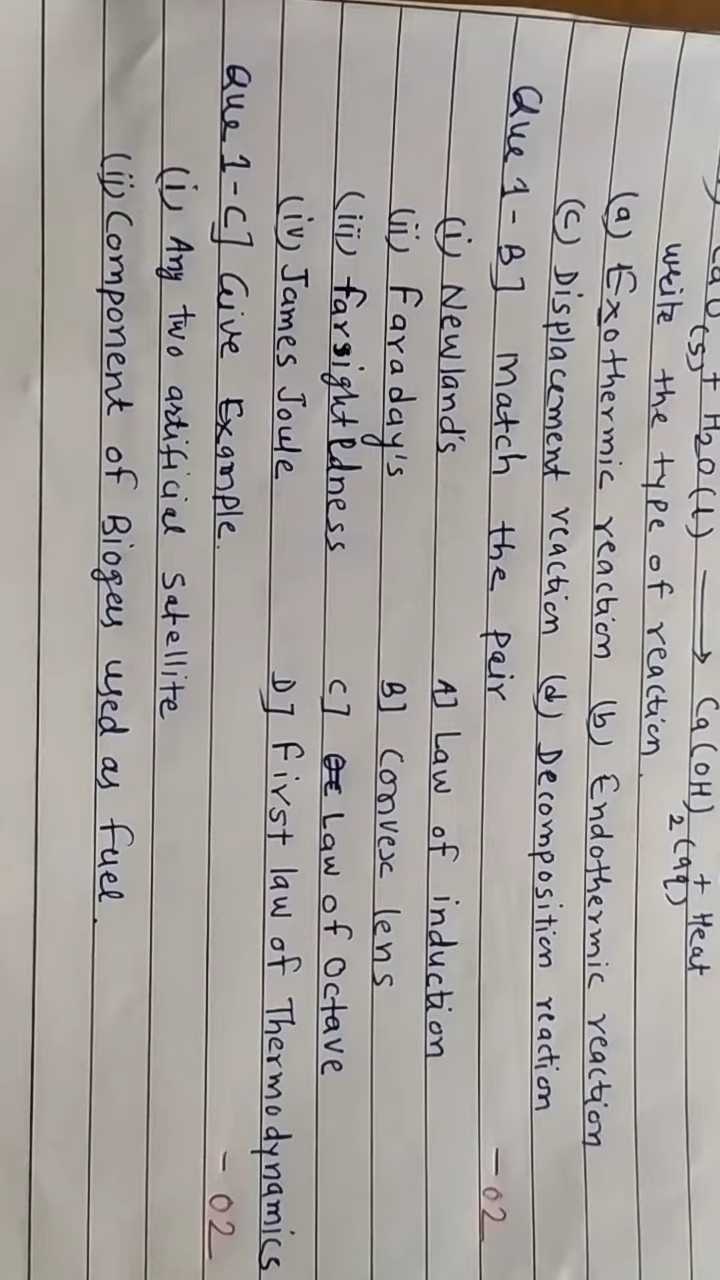 CaO(s) + H2O(l) → Ca(OH)2(aq) + Heat
write the type of reaction.
(a) Exothermic reaction (b) Endothermic reaction
(c) Displacement reaction (d) Decomposition reaction
Que 1 - B] Match the pair - 02
(i) Newland's A] Law of induction
(ii) Faraday's B] Convex lens
(iii) farsightedness C] Law of Octave
(iv) James Joule D] First law of Thermodynamics
Que 1 - C] Give Example. - 02
(i) Any two artificial Satellite
(ii) Component of Biogas used as fuel.